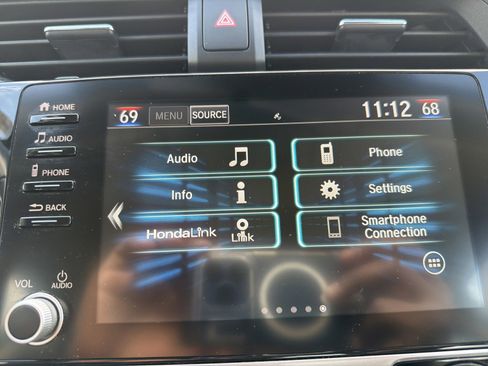 HOME
AUDIO
PHONE
BACK
VOL
AUDIO
69 MENU SOURCE 11:12 68
Audio
Phone
Info
Settings
HondaLink
Link
Smartphone
Connection